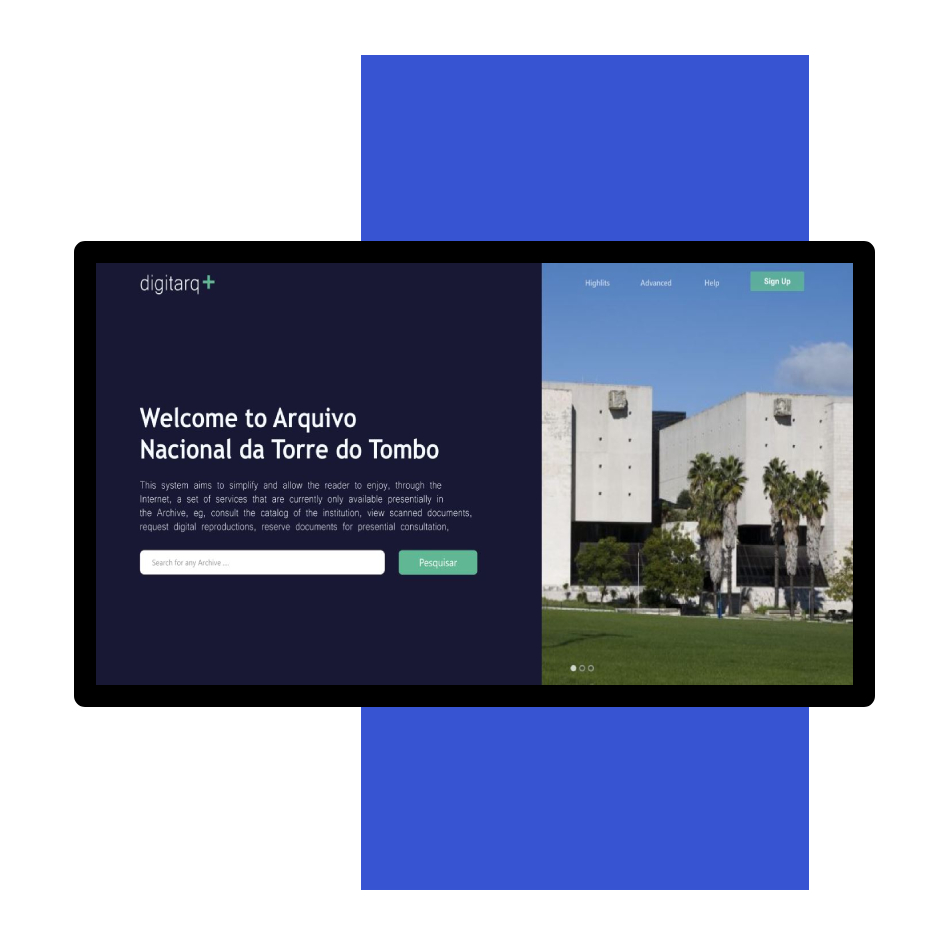 digitarq+
Highlits Advanced Help Sign Up
Welcome to Arquivo
Nacional da Torre do Tombo
This system aims to simplify and allow the reader to enjoy, through the
Internet, a set of services that are currently only available presentially in
the Archive, eg, consult the catalog of the institution, view scanned documents,
request digital reproductions, reserve documents for presential consultation,
Search for any Archive ... Pesquisar